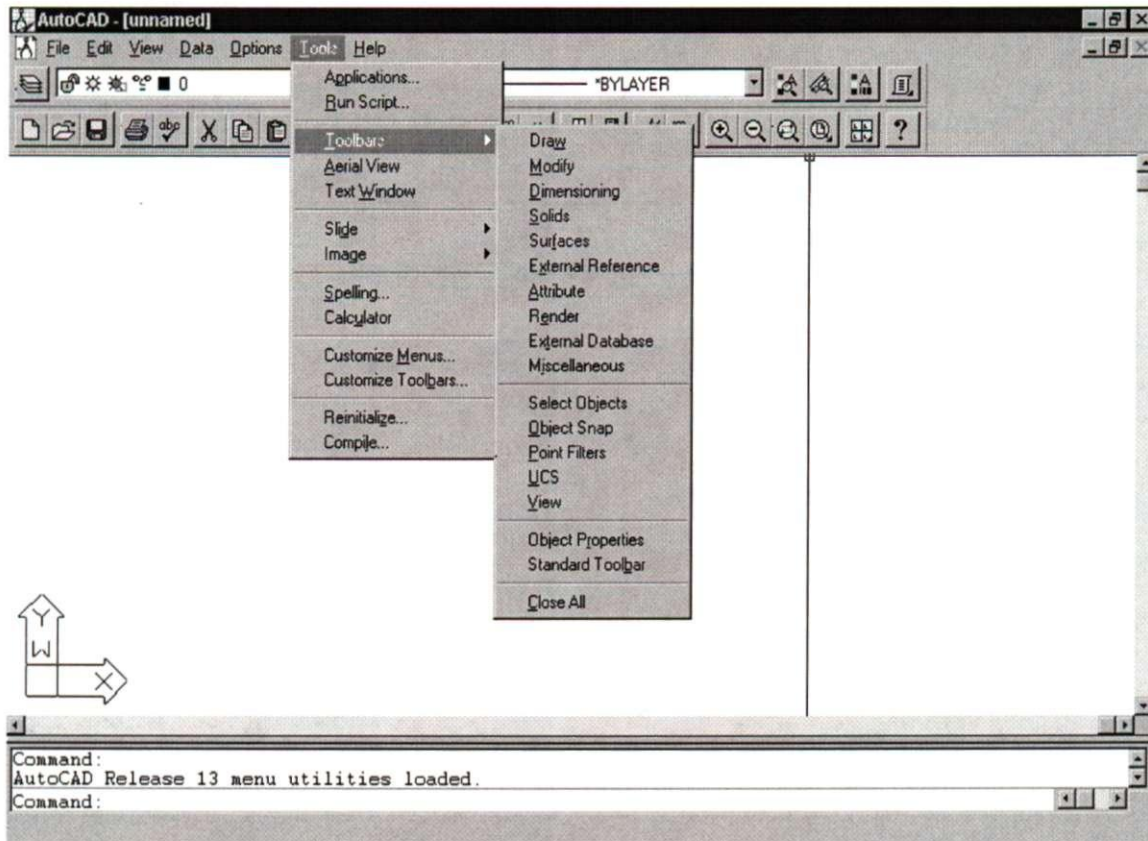 AutoCAD - [unnamed]
File Edit View Data Options Tools Help
0
*BYLAYER
abc
?
Applications...
Run Script...
Toolbars
Aerial View
Text Window
Slide
Image
Spelling...
Calculator
Customize Menus...
Customize Toolbars...
Reinitialize...
Compile...
Draw
Modify
Dimensioning
Solids
Surfaces
External Reference
Attribute
Render
External Database
Miscellaneous
Select Objects
Object Snap
Point Filters
UCS
View
Object Properties
Standard Toolbar
Close All
Y
W
X
Command:
AutoCAD Release 13 menu utilities loaded.
Command: